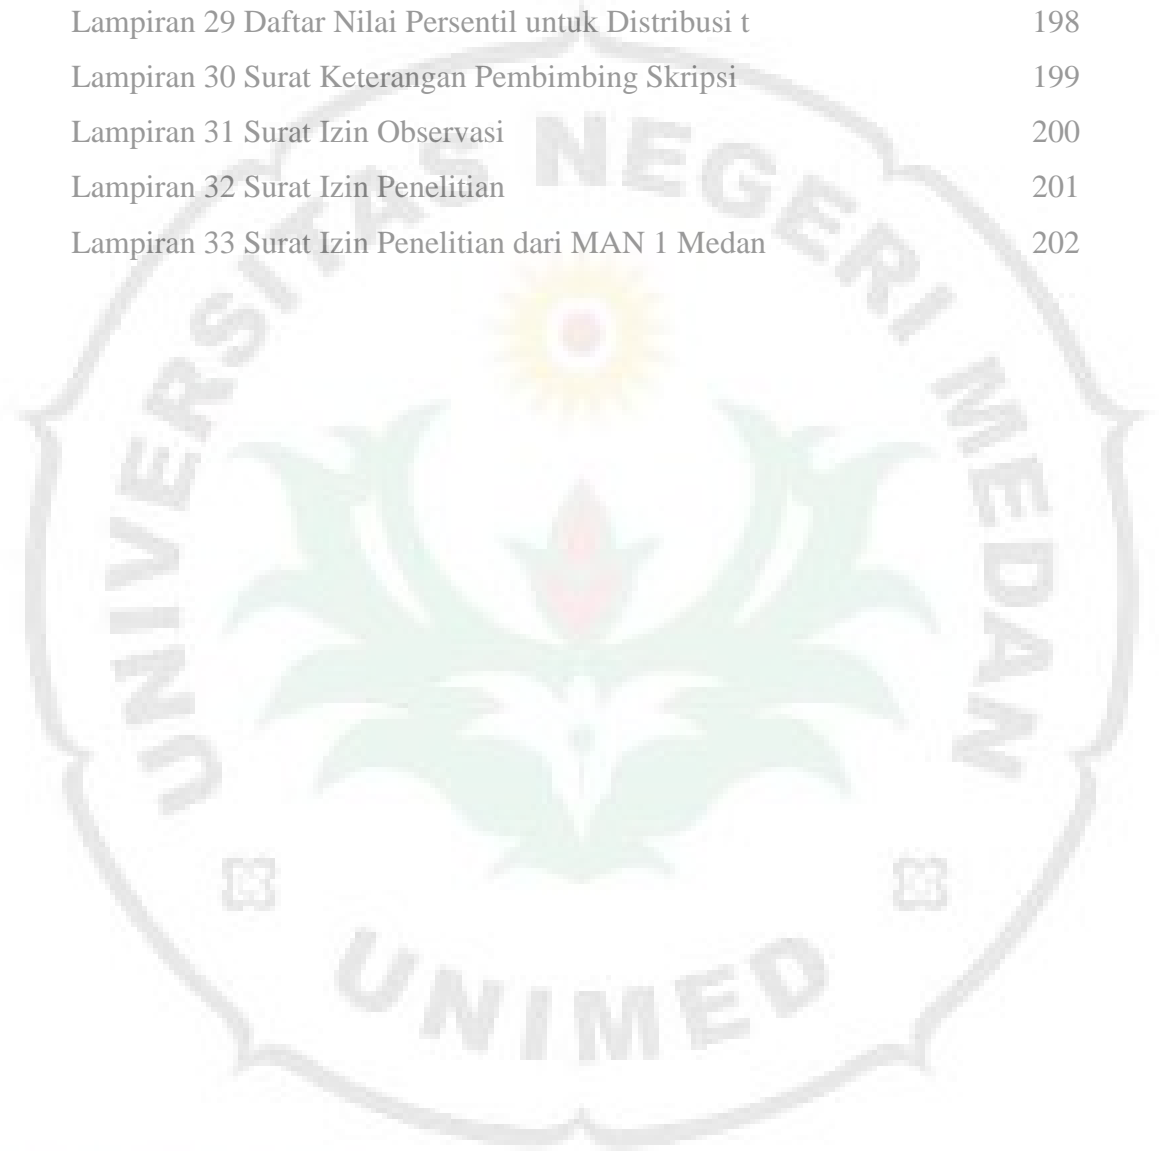 Lampiran 29 Daftar Nilai Persentil untuk Distribusi t 198
Lampiran 30 Surat Keterangan Pembimbing Skripsi 199
Lampiran 31 Surat Izin Observasi 200
Lampiran 32 Surat Izin Penelitian 201
Lampiran 33 Surat Izin Penelitian dari MAN 1 Medan 202
UNIVERSITAS NEGERI MEDAN
UNIMED